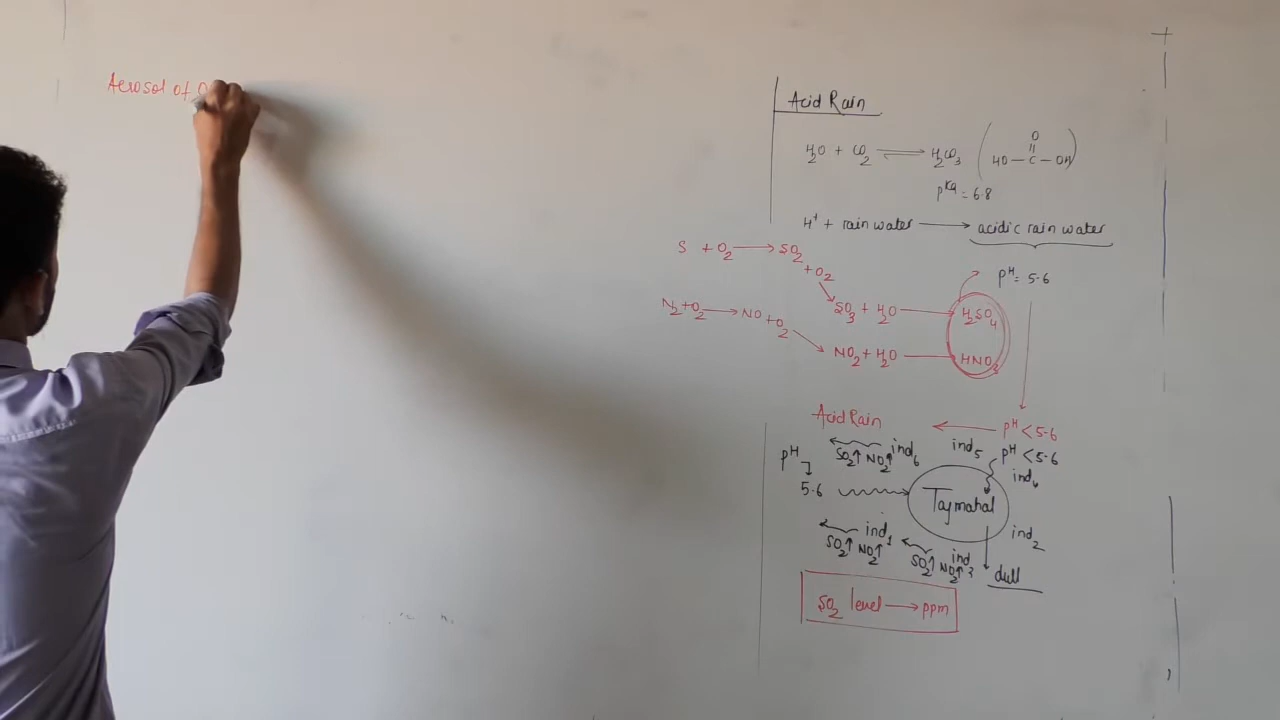 Aerosol of
Acid Rain
H2O + CO2 ⇌ H2CO3 ( HO — C — OH )
O
pKa = 6.8
H+ + rain water → acidic rain water
pH = 5.6
S + O2 → SO2
+ O2
SO3 + H2O → H2SO4
N2 + O2 → NO + O2
NO2 + H2O → HNO3
Acid Rain ← pH < 5.6
pH
5.6
SO2↑ NO2↑ ind6
ind5 pH < 5.6
ind4
Tajmahal
SO2↑ NO2↑ ind1
ind2
SO2↑ NO2↑ ind3
dull
SO2 level → ppm